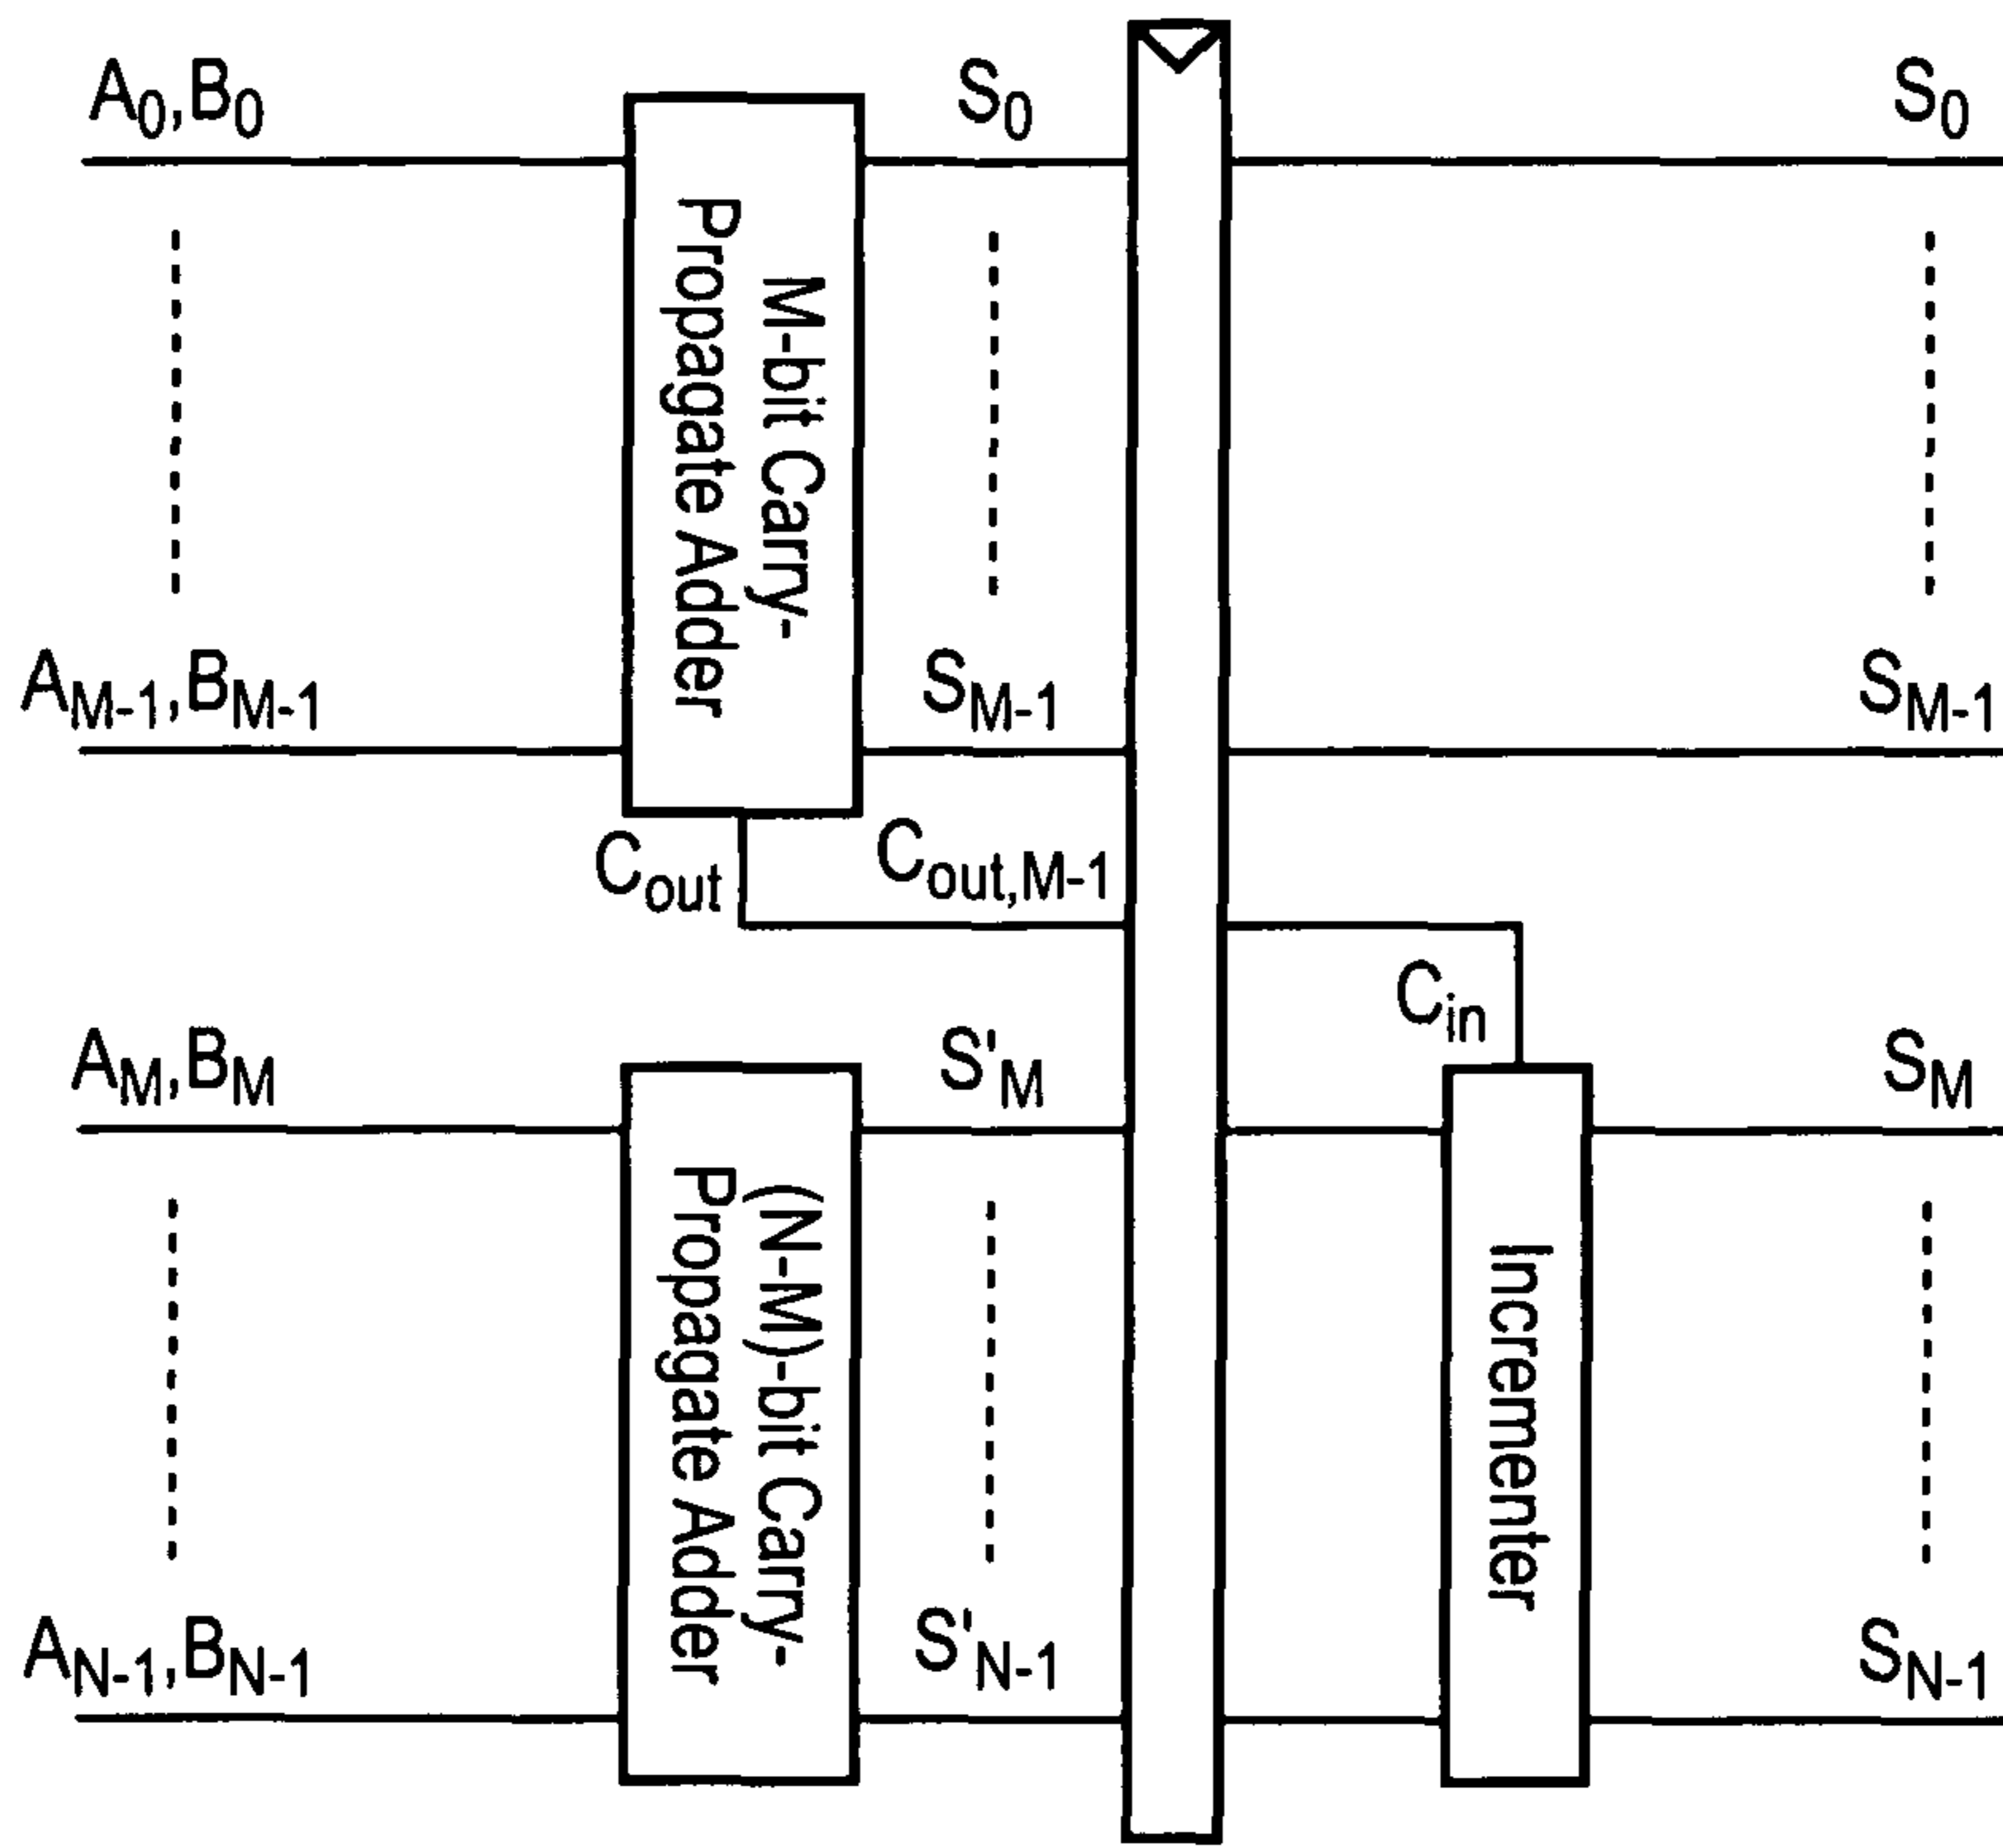 A0,B0
S0
S0
M-bit Carry-
Propagate Adder
AM-1,BM-1
SM-1
SM-1
Cout
Cout,M-1
Cin
AM,BM
S'M
SM
(N-M)-bit Carry-
Propagate Adder
Incrementer
AN-1,BN-1
S'N-1
SN-1